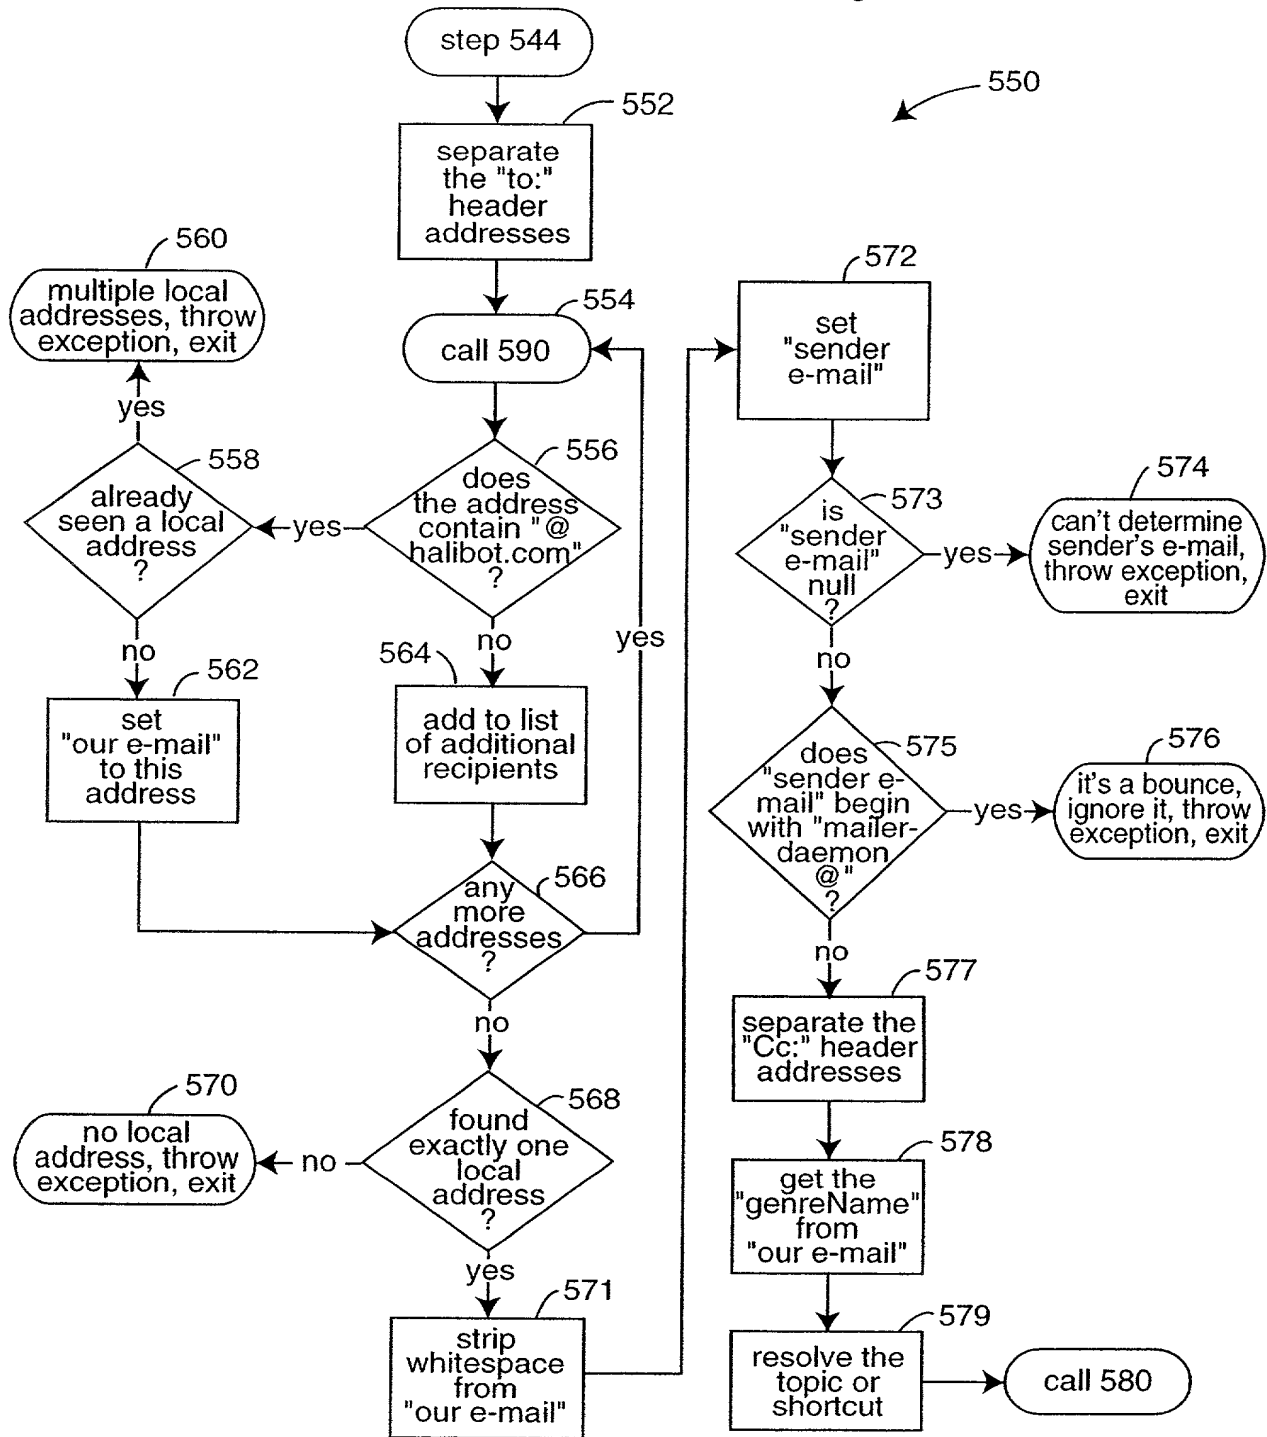 step 544
550
552
separate
the "to:"
header
addresses
560
multiple local
addresses, throw
exception, exit
554
call 590
yes
558
already
seen a local
address
?
yes
556
does
the address
contain "@
halibot.com"
?
no
562
set
"our e-mail"
to this
address
no
564
add to list
of additional
recipients
yes
566
any
more
addresses
?
no
570
no local
address, throw
exception, exit
no
568
found
exactly one
local
address
?
yes
571
strip
whitespace
from
"our e-mail"
572
set
"sender
e-mail"
573
is
"sender
e-mail"
null
?
yes
574
can't determine
sender's e-mail,
throw exception,
exit
no
575
does
"sender e-
mail" begin
with "mailer-
daemon
@"
?
yes
576
it's a bounce,
ignore it, throw
exception, exit
no
577
separate the
"Cc:" header
addresses
578
get the
"genreName"
from
"our e-mail"
579
resolve the
topic or
shortcut
call 580